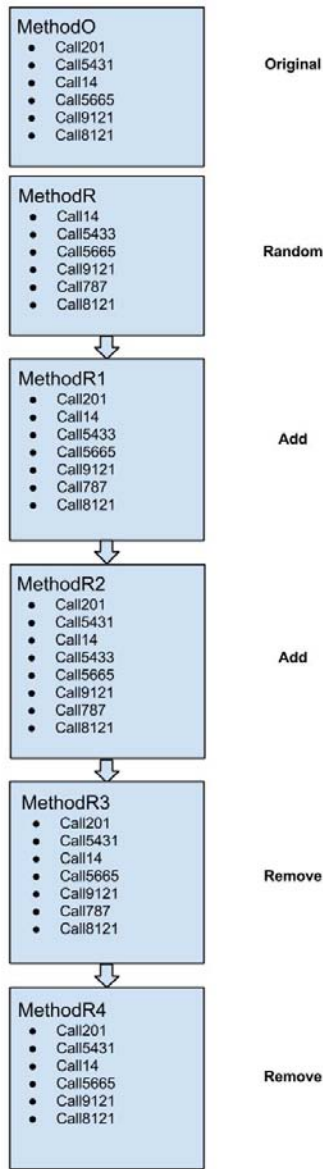 MethodO
• Call201
• Call5431
• Call14
• Call5665
• Call9121
• Call8121
Original
MethodR
• Call14
• Call5433
• Call5665
• Call9121
• Call787
• Call8121
Random
MethodR1
• Call201
• Call14
• Call5433
• Call5665
• Call9121
• Call787
• Call8121
Add
MethodR2
• Call201
• Call5431
• Call14
• Call5433
• Call5665
• Call9121
• Call787
• Call8121
Add
MethodR3
• Call201
• Call5431
• Call14
• Call5665
• Call9121
• Call787
• Call8121
Remove
MethodR4
• Call201
• Call5431
• Call14
• Call5665
• Call9121
• Call8121
Remove